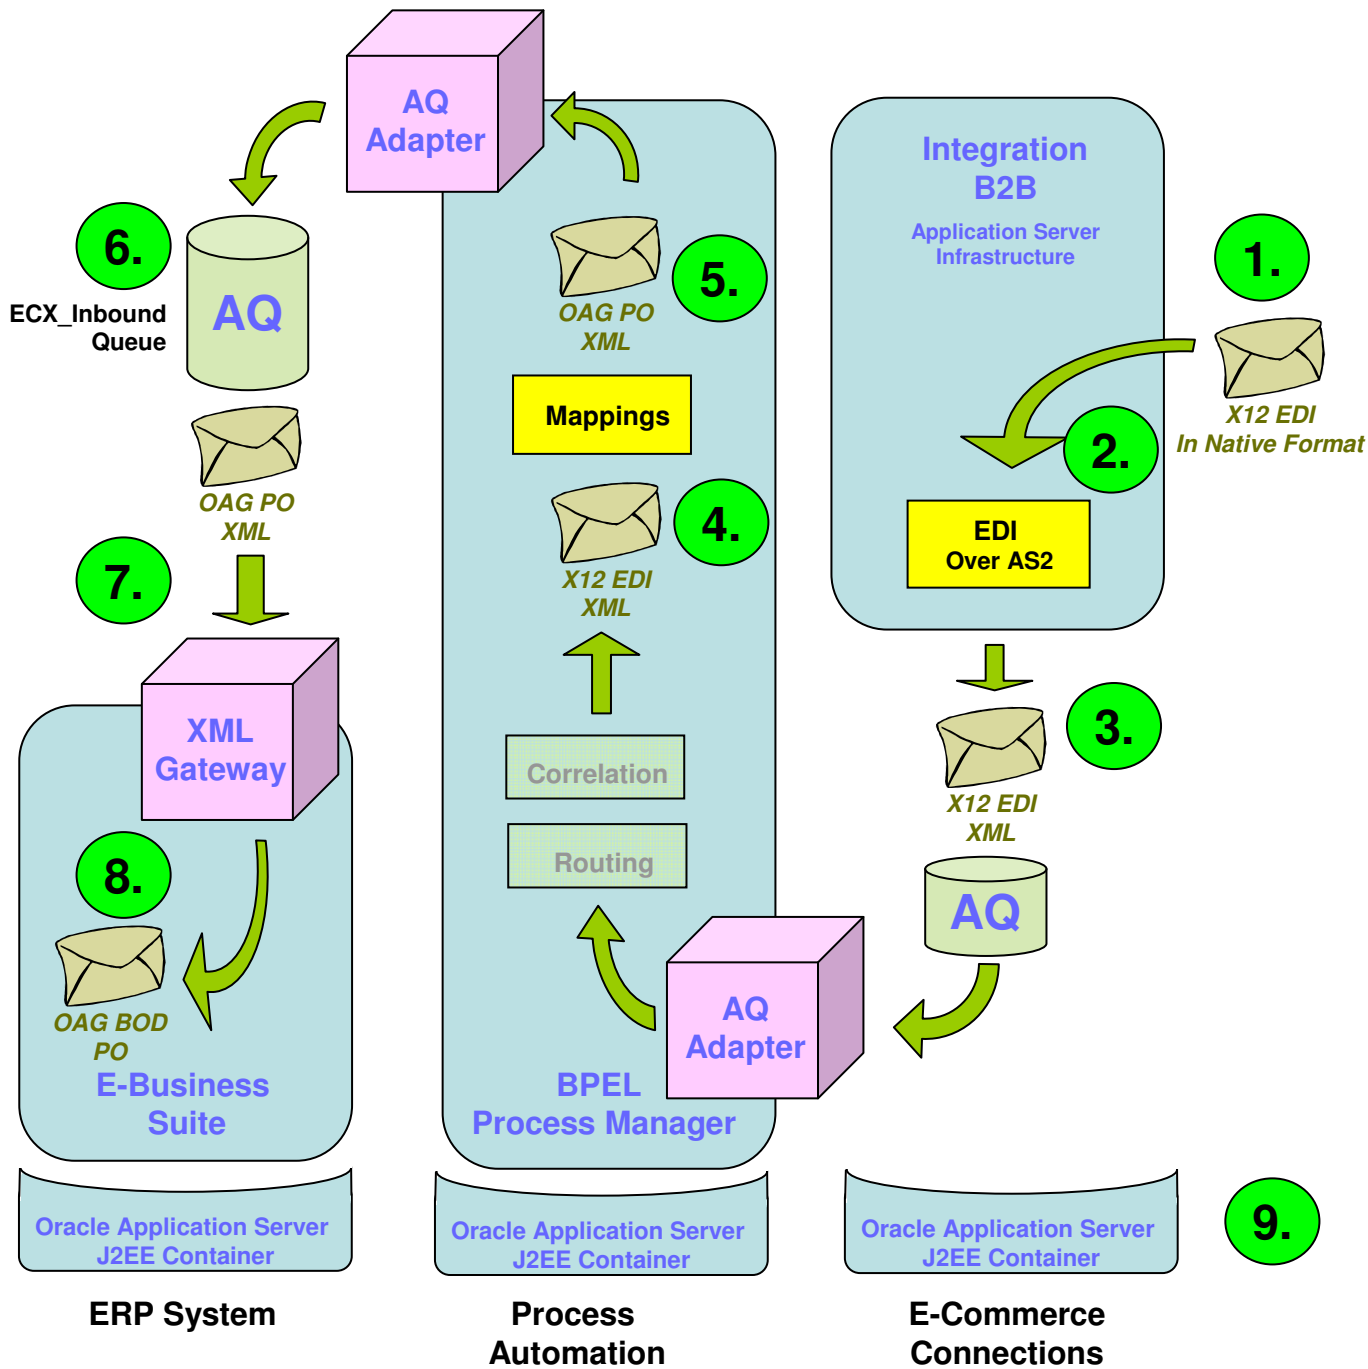 AQ
Adapter
6.
ECX_Inbound
Queue
AQ
OAG PO
XML
7.
XML
Gateway
8.
OAG BOD
PO
E-Business
Suite
Oracle Application Server
J2EE Container
ERP System
5.
OAG PO
XML
Mappings
4.
X12 EDI
XML
Correlation
Routing
AQ
Adapter
BPEL
Process Manager
Oracle Application Server
J2EE Container
Process
Automation
Integration
B2B
Application Server
Infrastructure
1.
X12 EDI
In Native Format
2.
EDI
Over AS2
3.
X12 EDI
XML
AQ
Oracle Application Server
J2EE Container
9.
E-Commerce
Connections